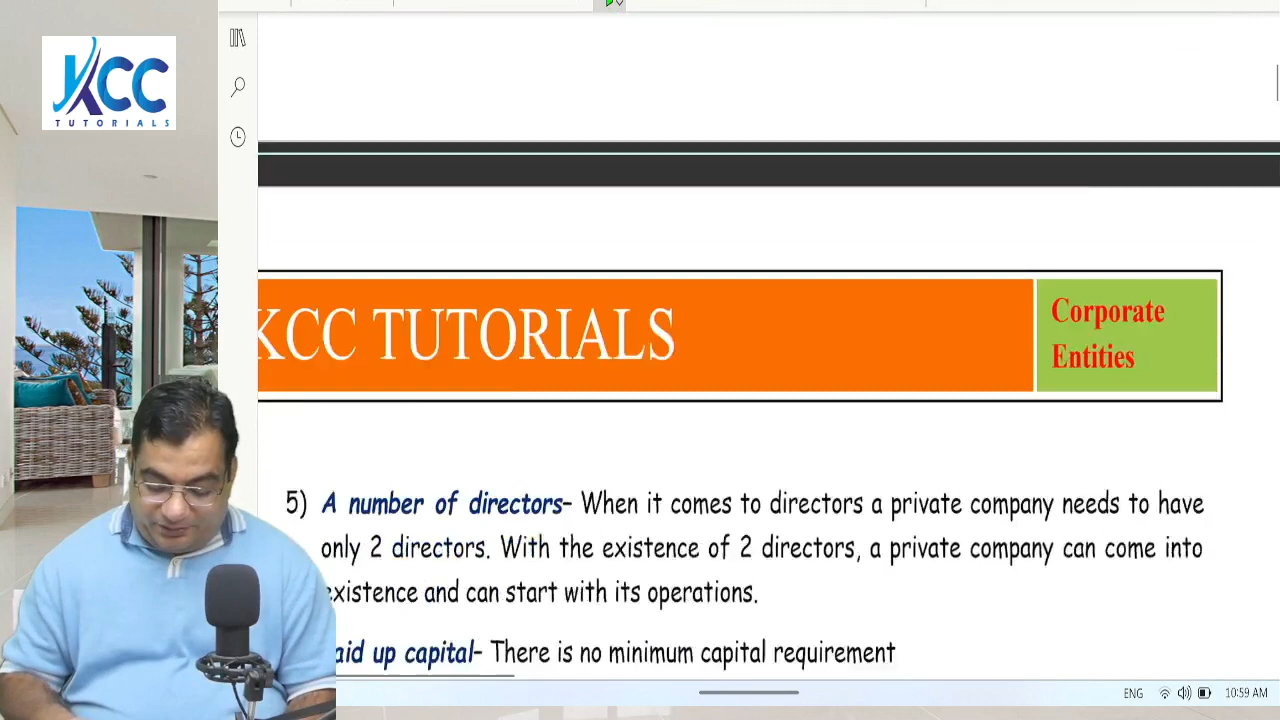 KCC
TUTORIALS
KCC TUTORIALS
Corporate
Entities
5) A number of directors– When it comes to directors a private company needs to have
only 2 directors. With the existence of 2 directors, a private company can come into
existence and can start with its operations.
aid up capital– There is no minimum capital requirement
ENG 10:59 AM